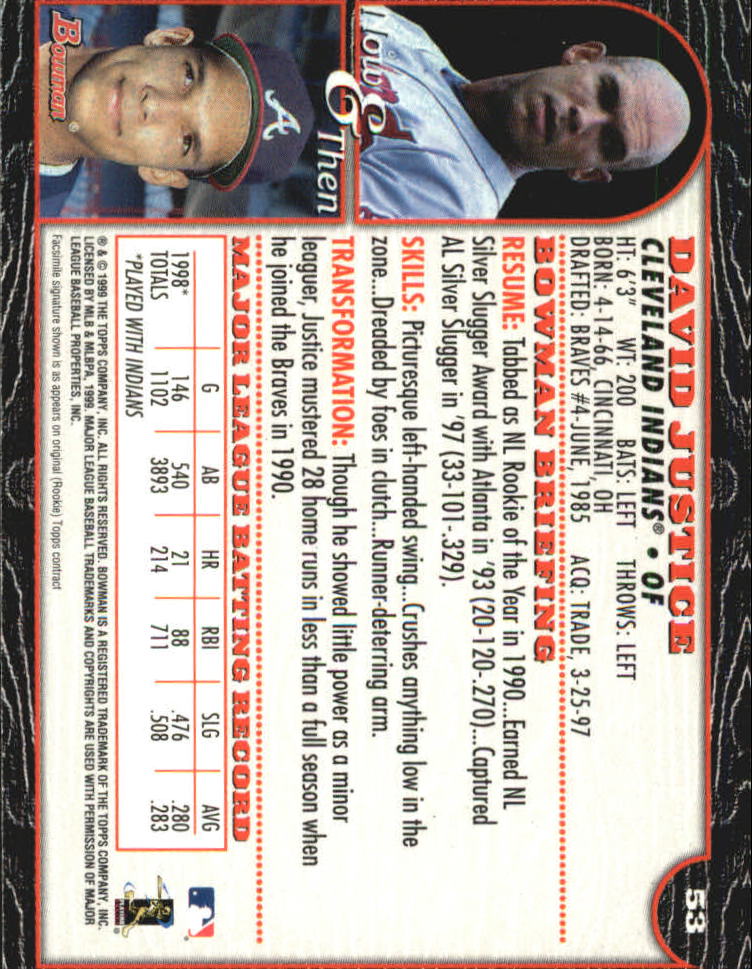 53
DAVID JUSTICE
CLEVELAND INDIANS® • OF
HT: 6'3" WT: 200 BATS: LEFT THROWS: LEFT
BORN: 4-14-66, CINCINNATI, OH
DRAFTED: BRAVES #4-JUNE, 1985 ACQ: TRADE, 3-25-97
BOWMAN BRIEFING
RESUME: Tabbed as NL Rookie of the Year in 1990...Earned NL
Silver Slugger Award with Atlanta in '93 (20-120-.270)...Captured
AL Silver Slugger in '97 (33-101-.329).
SKILLS: Picturesque left-handed swing...Crushes anything low in the
zone...Dreaded by foes in clutch...Runner-deterring arm.
TRANSFORMATION: Though he showed little power as a minor
leaguer, Justice mustered 28 home runs in less than a full season when
he joined the Braves in 1990.
MAJOR LEAGUE BATTING RECORD
G AB HR RBI SLG AVG
1998* 146 540 21 88 .476 .280
TOTALS 1102 3893 214 711 .508 .283
*PLAYED WITH INDIANS
® & © 1999 THE TOPPS COMPANY, INC. ALL RIGHTS RESERVED. BOWMAN IS A REGISTERED TRADEMARK OF THE TOPPS COMPANY, INC.
LICENSED BY MLB & MLBPA, 1999. MAJOR LEAGUE BASEBALL TRADEMARKS AND COPYRIGHTS ARE USED WITH PERMISSION OF MAJOR
LEAGUE BASEBALL PROPERTIES, INC.
Facsimile signature shown is as appears on original (Rookie) Topps contract
Now & Then
A
Bowman®